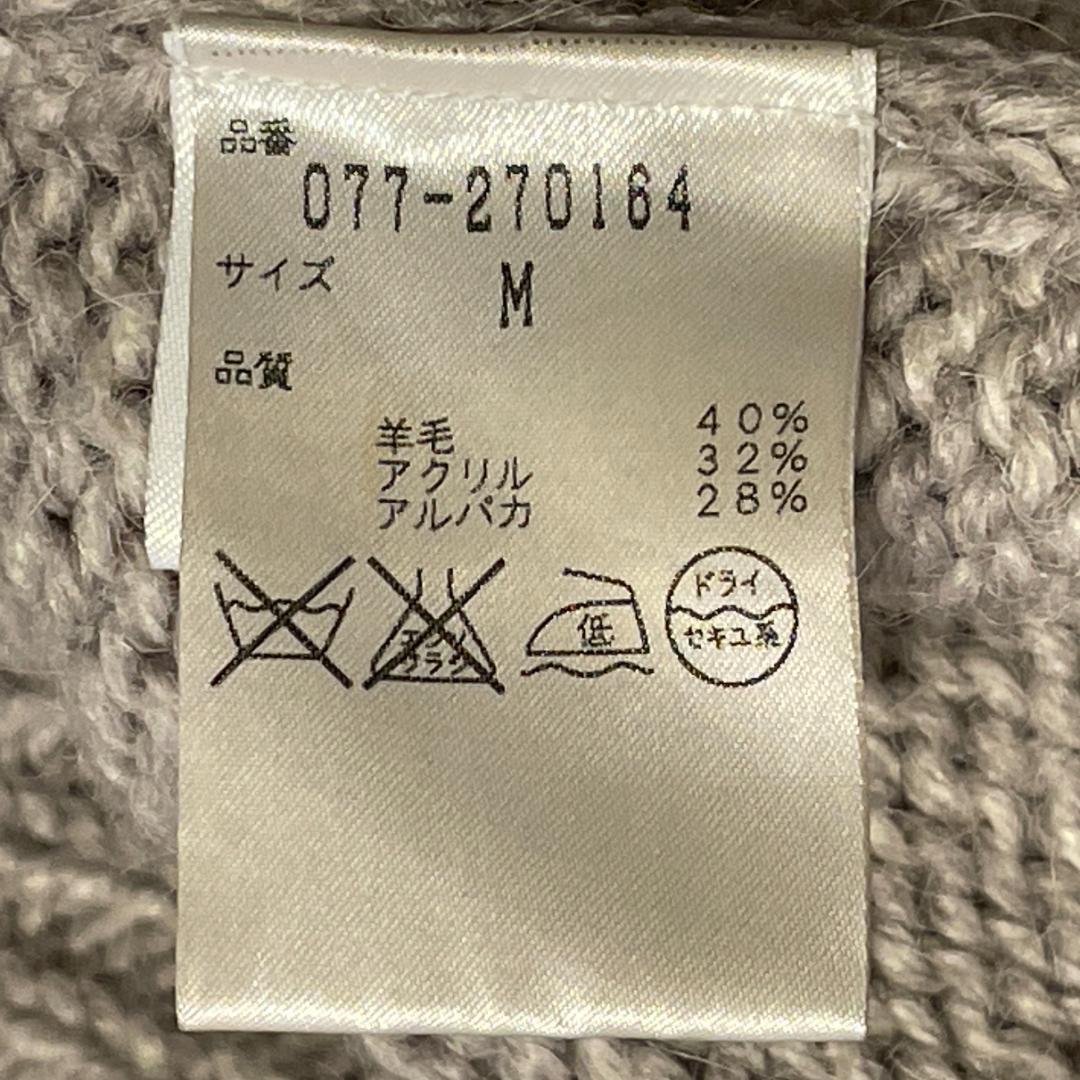 品番
077-270164
サイズ
M
品質
羊毛 40%
アクリル 32%
アルパカ 28%
エンソ
サラシ
低
ドライ
セキユ系